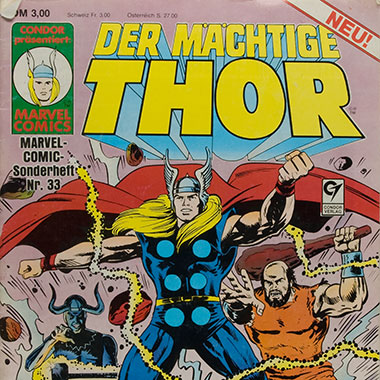 DM 3,00 Schweiz Fr. 3.00 Österreich S. 27.00
CONDOR
präsentiert:
MARVEL
COMICS
MARVEL-
COMIC-
Sonderheft
Nr. 33
DER MÄCHTIGE
THOR
NEU!
CONDOR
VERLAG